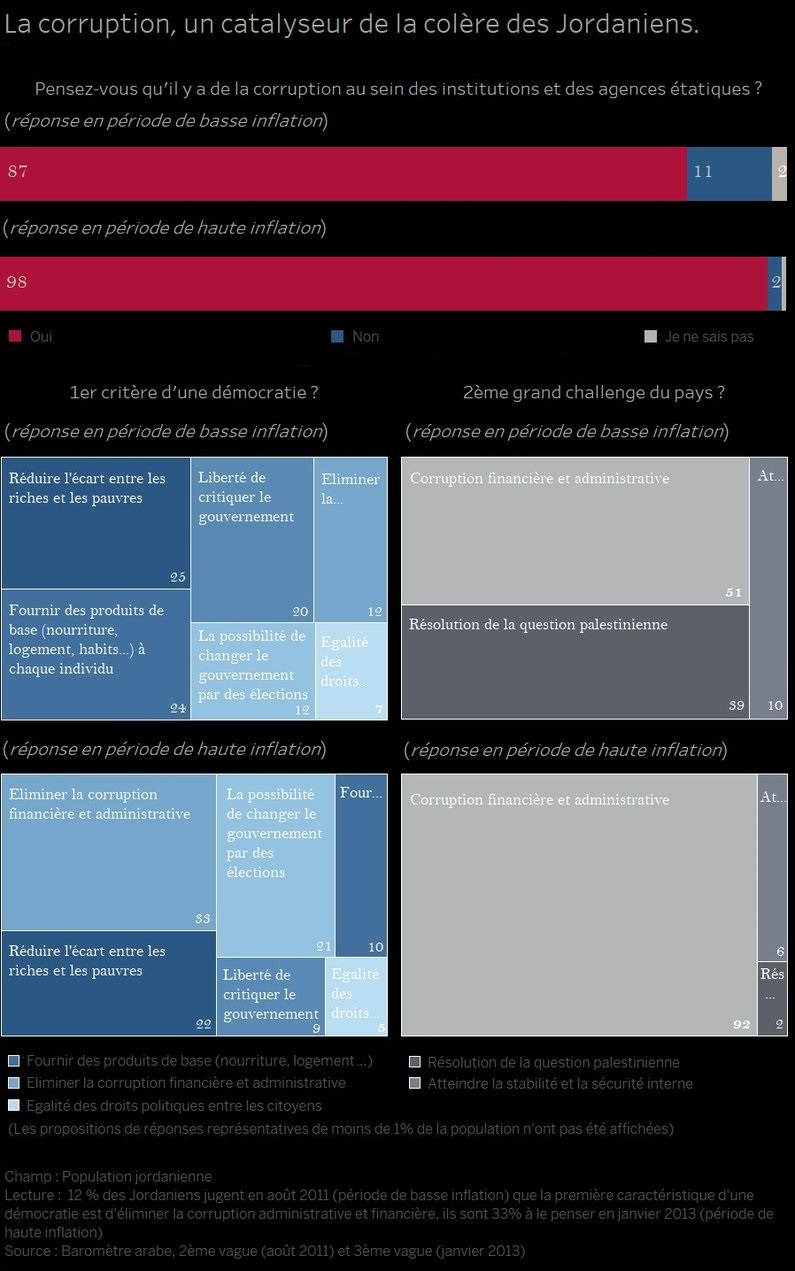 La corruption, un catalyseur de la colère des Jordaniens.
Pensez-vous qu'il y a de la corruption au sein des institutions et des agences étatiques ?
(réponse en période de basse inflation)
87 11 2
(réponse en période de haute inflation)
98 2
Oui Non Je ne sais pas
1er critère d'une démocratie ?
(réponse en période de basse inflation)
Réduire l'écart entre les
riches et les pauvres
25
Fournir des produits de
base (nourriture,
logement, habits...) à
chaque individu
24
Liberté de
critiquer le
gouvernement
20
Eliminer
la...
12
La possibilité de
changer le
gouvernement
par des élections
12
Egalité
des
droits...
7
2ème grand challenge du pays ?
(réponse en période de basse inflation)
Corruption financière et administrative
51
Résolution de la question palestinienne
39
At...
10
(réponse en période de haute inflation)
Eliminer la corruption
financière et administrative
33
Réduire l'écart entre les
riches et les pauvres
22
La possibilité
de changer le
gouvernement
par des
élections
21
Four...
10
Liberté de
critiquer le
gouvernement
9
Egalité
des
droits...
5
(réponse en période de haute inflation)
Corruption financière et administrative
92
At...
6
Rés
...
2
Fournir des produits de base (nourriture, logement ...)
Eliminer la corruption financière et administrative
Egalité des droits politiques entre les citoyens
Résolution de la question palestinienne
Atteindre la stabilité et la sécurité interne
(Les propositions de réponses représentatives de moins de 1% de la population n'ont pas été affichées)
Champ : Population jordanienne
Lecture : 12 % des Jordaniens jugent en août 2011 (période de basse inflation) que la première caractéristique d'une
démocratie est d'éliminer la corruption administrative et financière, ils sont 33% à le penser en janvier 2013 (période de
haute inflation)
Source : Baromètre arabe, 2ème vague (août 2011) et 3ème vague (janvier 2013)